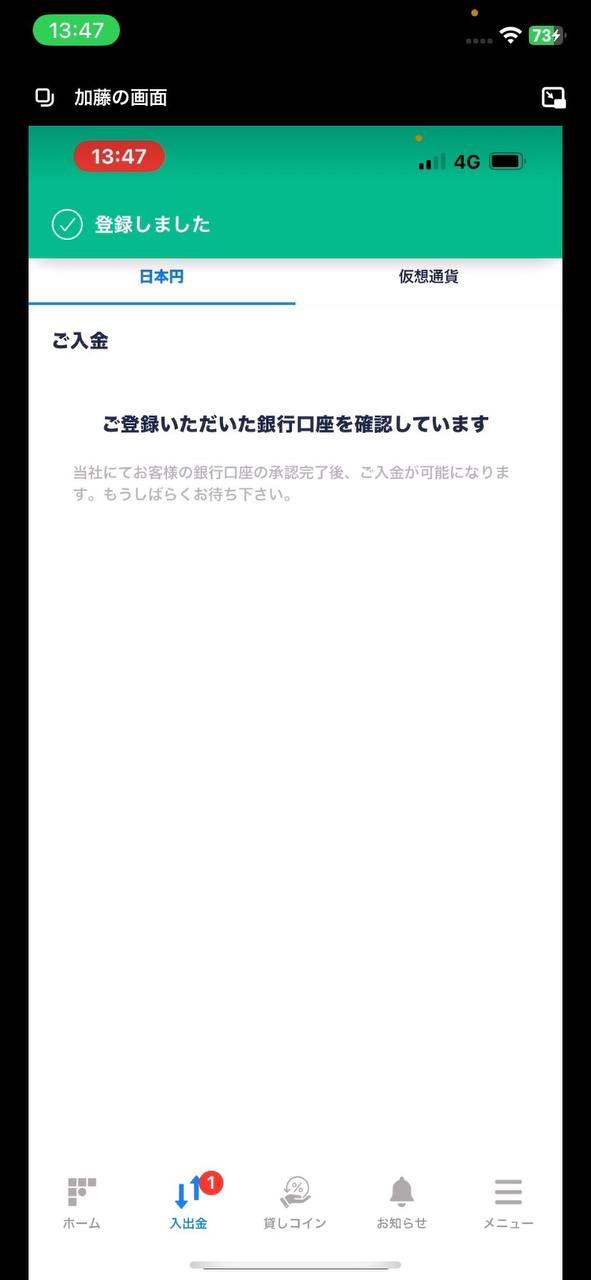 13:47
73
加藤の画面
13:47
4G
登録しました
日本円
仮想通貨
ご入金
ご登録いただいた銀行口座を確認しています
当社にてお客様の銀行口座の承認完了後、ご入金が可能になりま
す。もうしばらくお待ち下さい。
%
1
ホーム
入出金
貸しコイン
お知らせ
メニュー